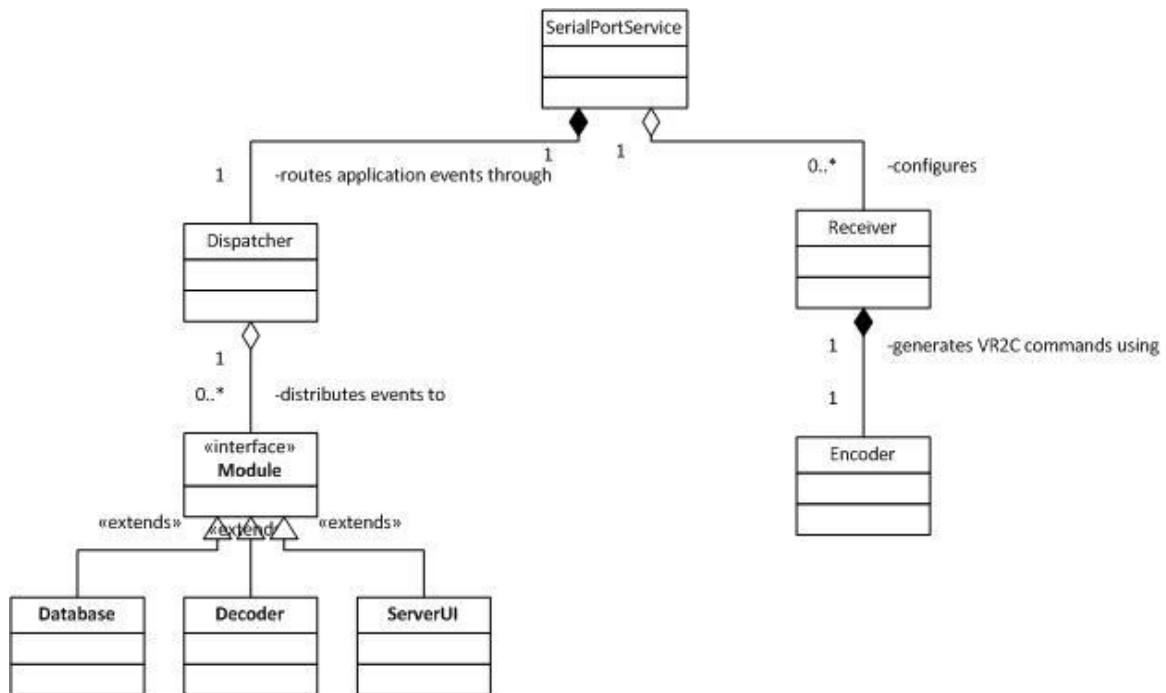 SerialPortService
1
1
1
-routes application events through
0..*
-configures
Dispatcher
Receiver
1
0..*
-distributes events to
1
-generates VR2C commands using
1
«interface»
Module
Encoder
«extends»
«extend
«extends»
Database
Decoder
ServerUI